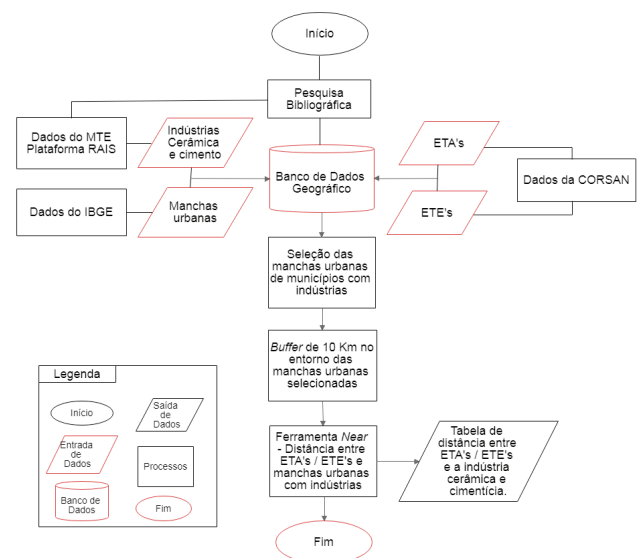 Início
Pesquisa
Bibliográfica
Dados do MTE
Plataforma RAIS
Indústrias
Cerâmica
e cimento
Dados do IBGE
Manchas
urbanas
Banco de Dados
Geográfico
ETA's
ETE's
Dados da CORSAN
Seleção das
manchas urbanas
de municípios com
indústrias
Buffer de 10 Km no
entorno das
manchas urbanas
selecionadas
Ferramenta Near
- Distância entre
ETA's / ETE's e
manchas urbanas
com indústrias
Tabela de
distância entre
ETA's / ETE's
e a indústria
cerâmica e
cimentícia.
Fim
Legenda
Início
Saída
de
Dados
Entrada
de
Dados
Processos
Banco de
Dados
Fim